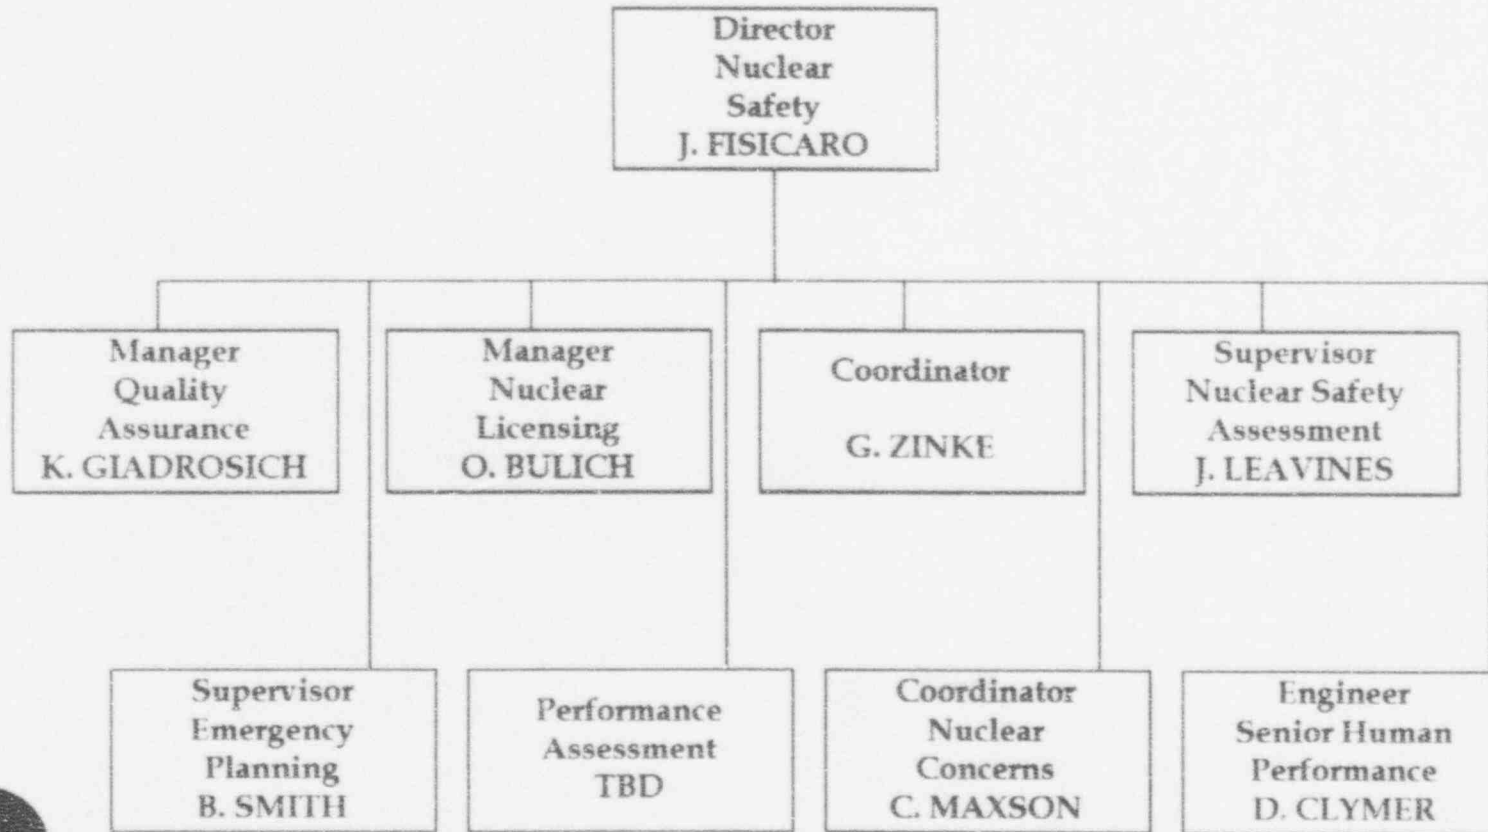 Director
Nuclear
Safety
J. FISICARO
Manager
Quality
Assurance
K. GIADROSICH
Manager
Nuclear
Licensing
O. BULICH
Coordinator
G. ZINKE
Supervisor
Nuclear Safety
Assessment
J. LEAVINES
Supervisor
Emergency
Planning
B. SMITH
Performance
Assessment
TBD
Coordinator
Nuclear
Concerns
C. MAXSON
Engineer
Senior Human
Performance
D. CLYMER